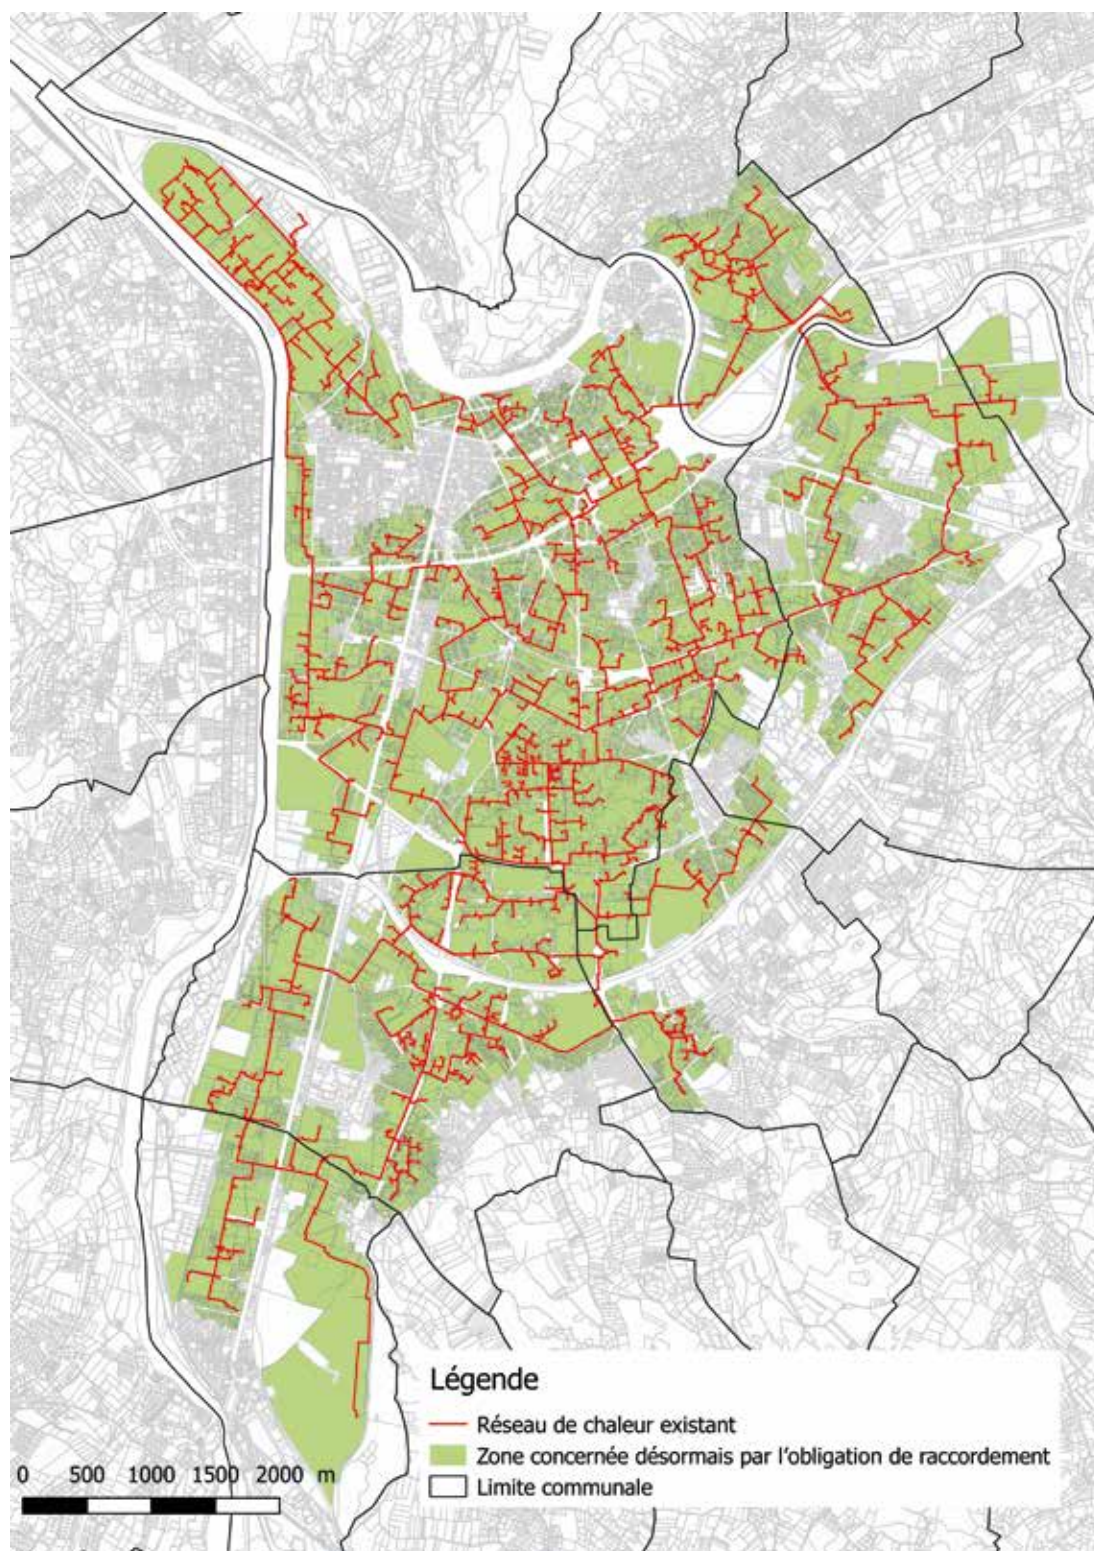 Légende
Réseau de chaleur existant
Zone concernée désormais par l'obligation de raccordement
Limite communale
0 500 1000 1500 2000 m